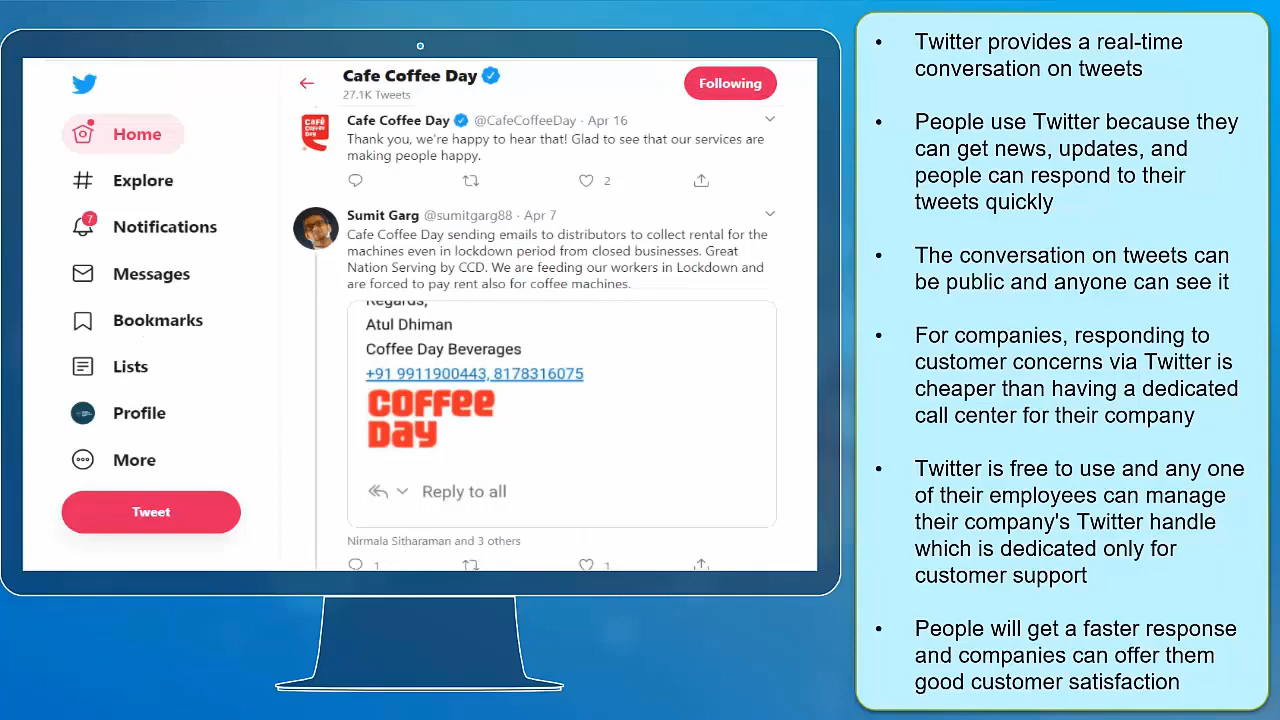 Cafe Coffee Day
27.1K Tweets
Following
Home
Explore
7
Notifications
Messages
Bookmarks
Lists
Profile
More
Tweet
Cafe Coffee Day @CafeCoffeeDay · Apr 16
Thank you, we're happy to hear that! Glad to see that our services are
making people happy.
2
Sumit Garg @sumitgarg88 · Apr 7
Cafe Coffee Day sending emails to distributors to collect rental for the
machines even in lockdown period from closed businesses. Great
Nation Serving by CCD. We are feeding our workers in Lockdown and
are forced to pay rent also for coffee machines.
Regards,
Atul Dhiman
Coffee Day Beverages
+91 9911900443, 8178316075
COFFEE
DAY
Reply to all
Nirmala Sitharaman and 3 others
1
1
• Twitter provides a real-time
conversation on tweets
• People use Twitter because they
can get news, updates, and
people can respond to their
tweets quickly
• The conversation on tweets can
be public and anyone can see it
• For companies, responding to
customer concerns via Twitter is
cheaper than having a dedicated
call center for their company
• Twitter is free to use and any one
of their employees can manage
their company's Twitter handle
which is dedicated only for
customer support
• People will get a faster response
and companies can offer them
good customer satisfaction